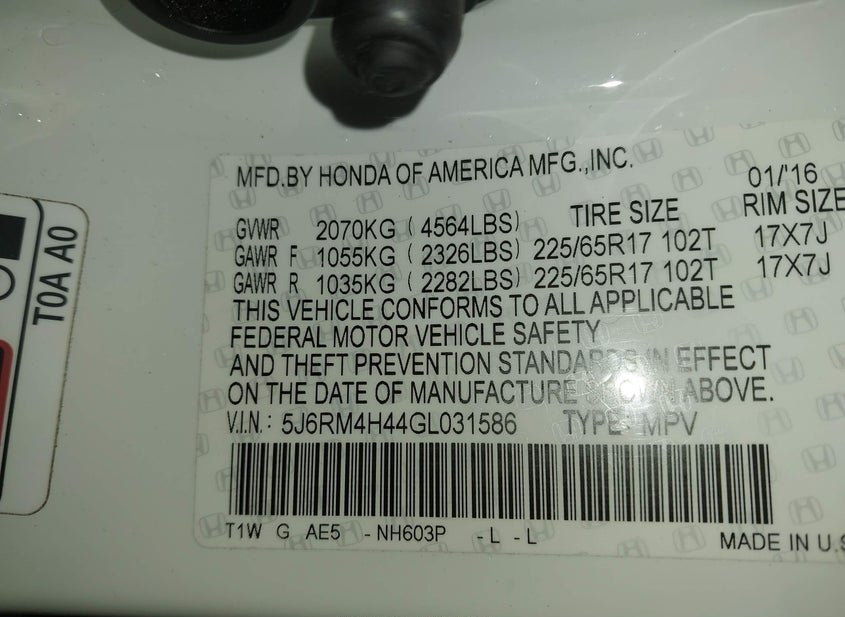 MFD.BY HONDA OF AMERICA MFG.,INC. 01/'16
TIRE SIZE RIM SIZE
GVWR 2070KG ( 4564LBS)
GAWR F 1055KG ( 2326LBS) 225/65R17 102T 17X7J
GAWR R 1035KG ( 2282LBS) 225/65R17 102T 17X7J
THIS VEHICLE CONFORMS TO ALL APPLICABLE
FEDERAL MOTOR VEHICLE SAFETY
AND THEFT PREVENTION STANDARDS IN EFFECT
ON THE DATE OF MANUFACTURE SHOWN ABOVE.
V.I.N.: 5J6RM4H44GL031586 TYPE: MPV
T1W G AE5 - NH603P - L - L
MADE IN U.S
T0A A0